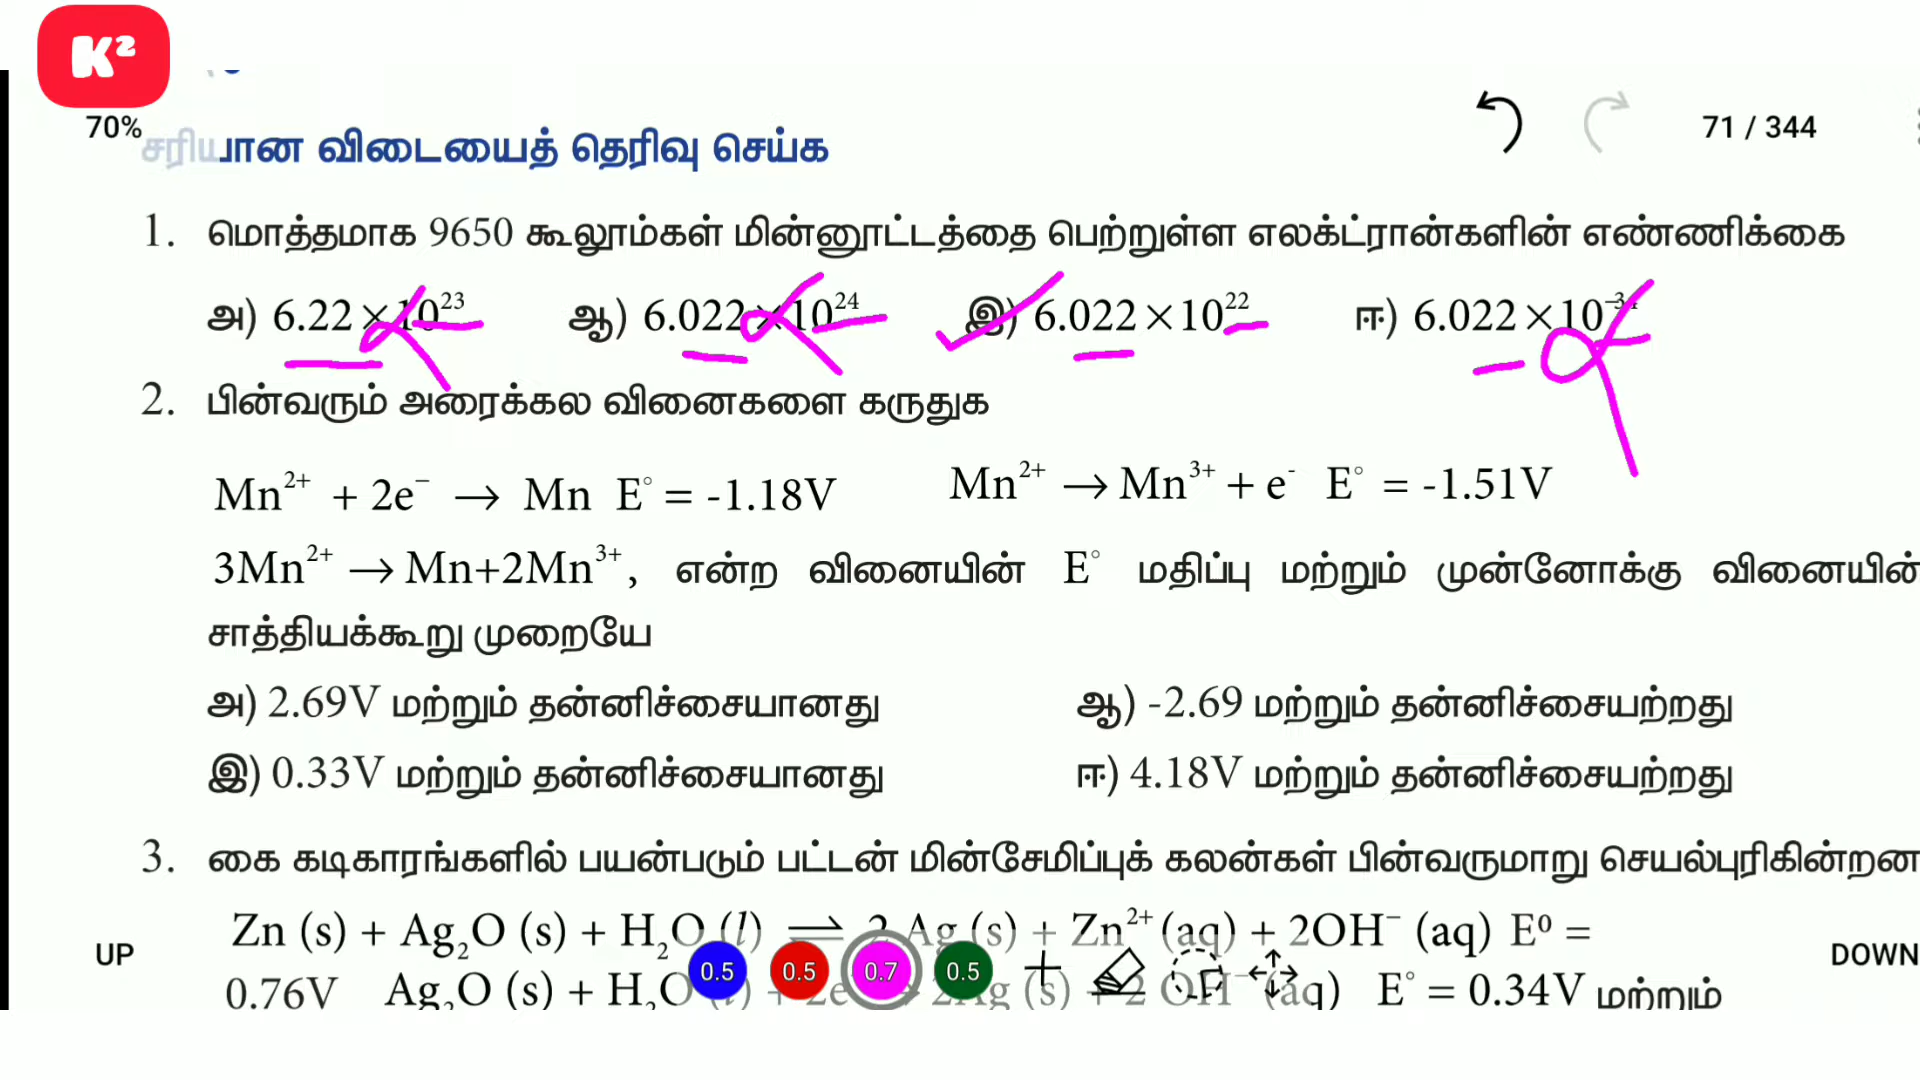 K²
70%
71 / 344
சரியான விடையைத் தெரிவு செய்க
1. மொத்தமாக 9650 கூலூம்கள் மின்னூட்டத்தை பெற்றுள்ள எலக்ட்ரான்களின் எண்ணிக்கை
அ) 6.22×10²³ ஆ) 6.022×10²⁴ இ) 6.022×10²² ஈ) 6.022×10⁻³⁴
2. பின்வரும் அரைக்கல வினைகளை கருதுக
Mn²⁺ + 2e⁻ → Mn E° = -1.18V Mn²⁺ → Mn³⁺ + e⁻ E° = -1.51V
3Mn²⁺ → Mn+2Mn³⁺, என்ற வினையின் E° மதிப்பு மற்றும் முன்னோக்கு வினையின்
சாத்தியக்கூறு முறையே
அ) 2.69V மற்றும் தன்னிச்சையானது ஆ) -2.69 மற்றும் தன்னிச்சையற்றது
இ) 0.33V மற்றும் தன்னிச்சையானது ஈ) 4.18V மற்றும் தன்னிச்சையற்றது
3. கை கடிகாரங்களில் பயன்படும் பட்டன் மின்சேமிப்புக் கலன்கள் பின்வருமாறு செயல்புரிகின்றன
Zn (s) + Ag₂O (s) + H₂O (l) ⇌ 2 Ag (s) + Zn²⁺ (aq) + 2OH⁻ (aq) E⁰ =
UP
DOWN
0.5 0.5 0.7 0.5
0.76V Ag₂O (s) + H₂O (l) + 2e⁻ → 2Ag (s) + 2 OH⁻ (aq) E° = 0.34V மற்றும்